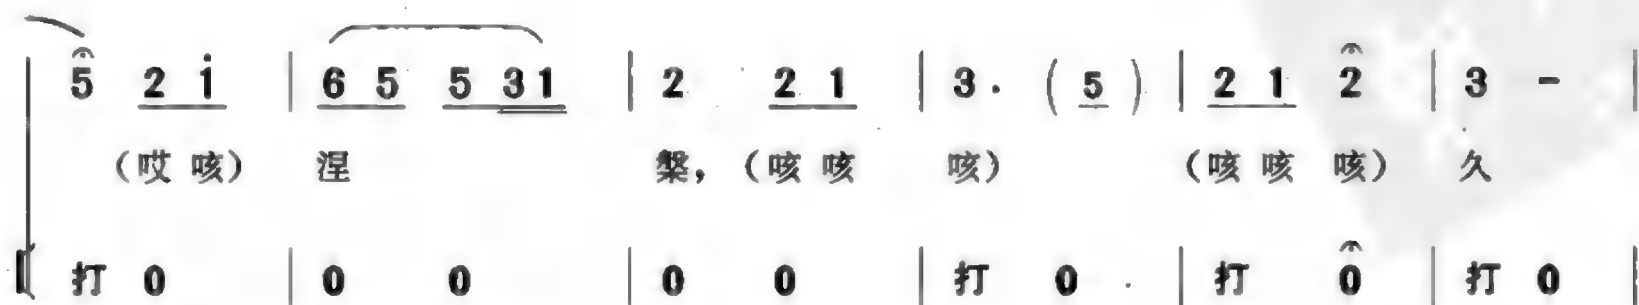 5 2 i | 6 5 5 3 1 | 2 2 1 | 3. ( 5 ) | 2 1 2 | 3 - |
(哎 咳) 涅 槃，(咳 咳 咳) (咳 咳 咳) 久
打 0 | 0 0 | 0 0 | 打 0 | 打 0 | 打 0 |